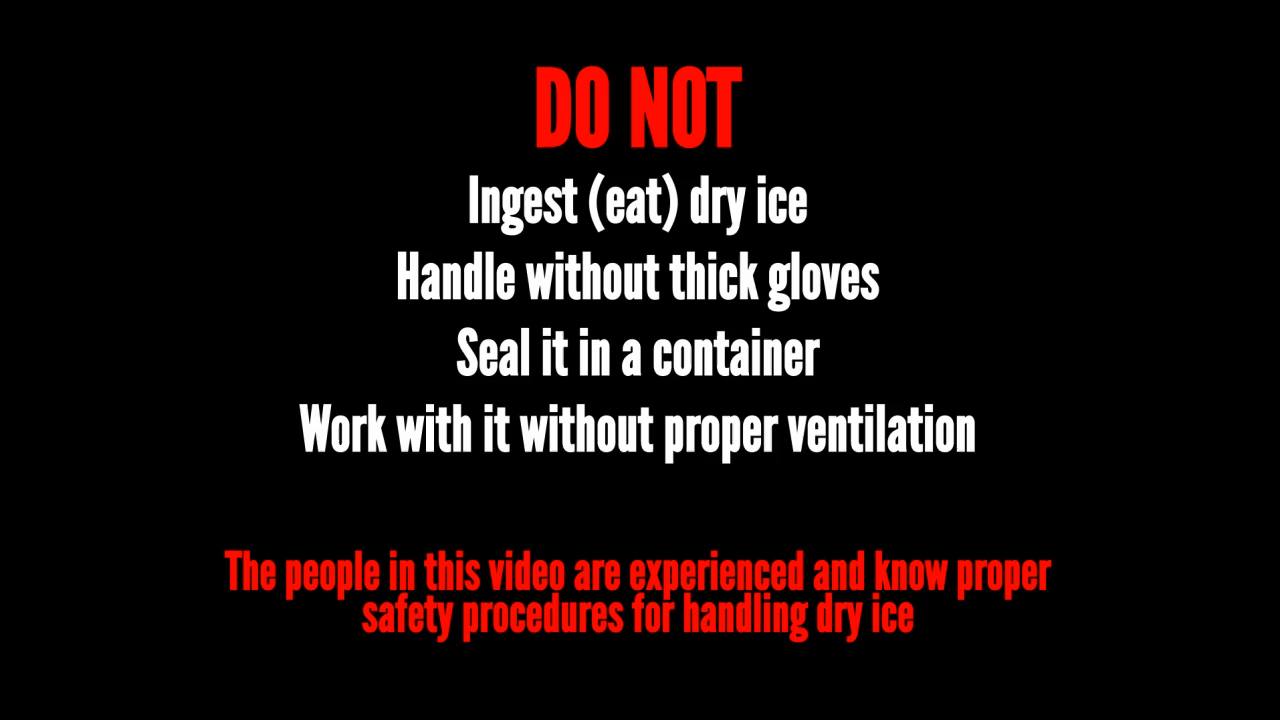 DO NOT
Ingest (eat) dry ice
Handle without thick gloves
Seal it in a container
Work with it without proper ventilation
The people in this video are experienced and know proper
safety procedures for handling dry ice